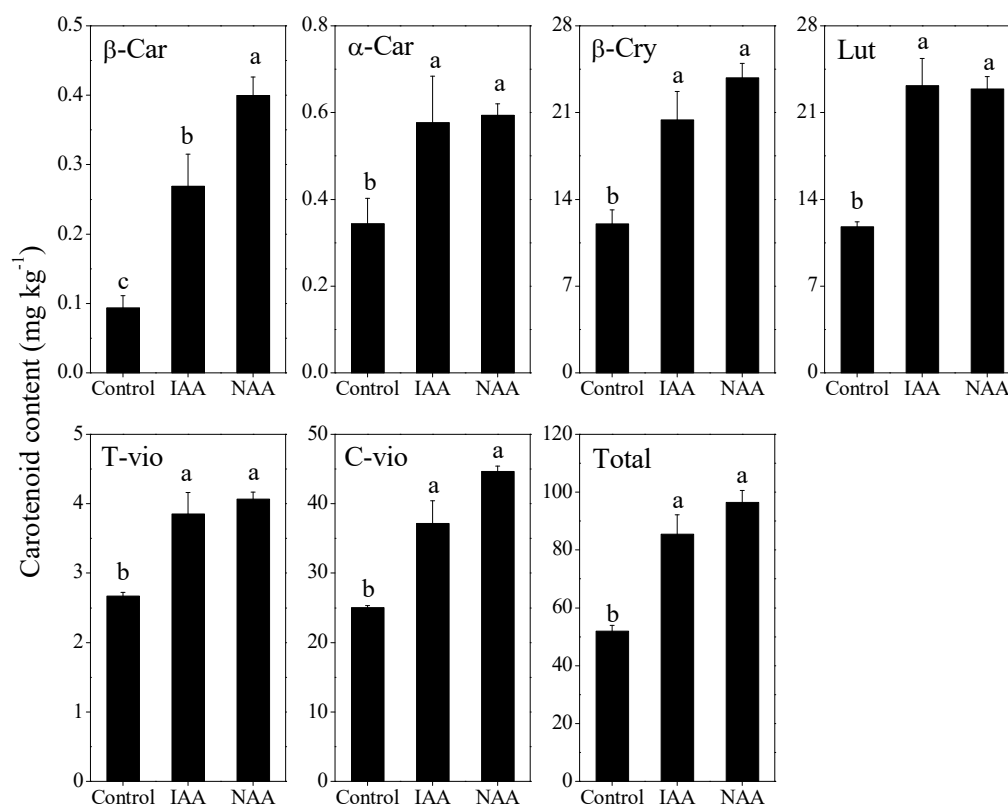 Carotenoid content (mg kg⁻¹)
β-Car
0.5
0.4
0.3
0.2
0.1
0.0
c
b
a
Control IAA NAA
α-Car
0.8
0.6
0.4
0.2
0.0
b
a
a
Control IAA NAA
β-Cry
28
21
14
7
0
b
a
a
Control IAA NAA
Lut
28
21
14
7
0
b
a
a
Control IAA NAA
T-vio
5
4
3
2
1
0
b
a
a
Control IAA NAA
C-vio
50
40
30
20
10
0
b
a
a
Control IAA NAA
Total
120
100
80
60
40
20
0
b
a
a
Control IAA NAA